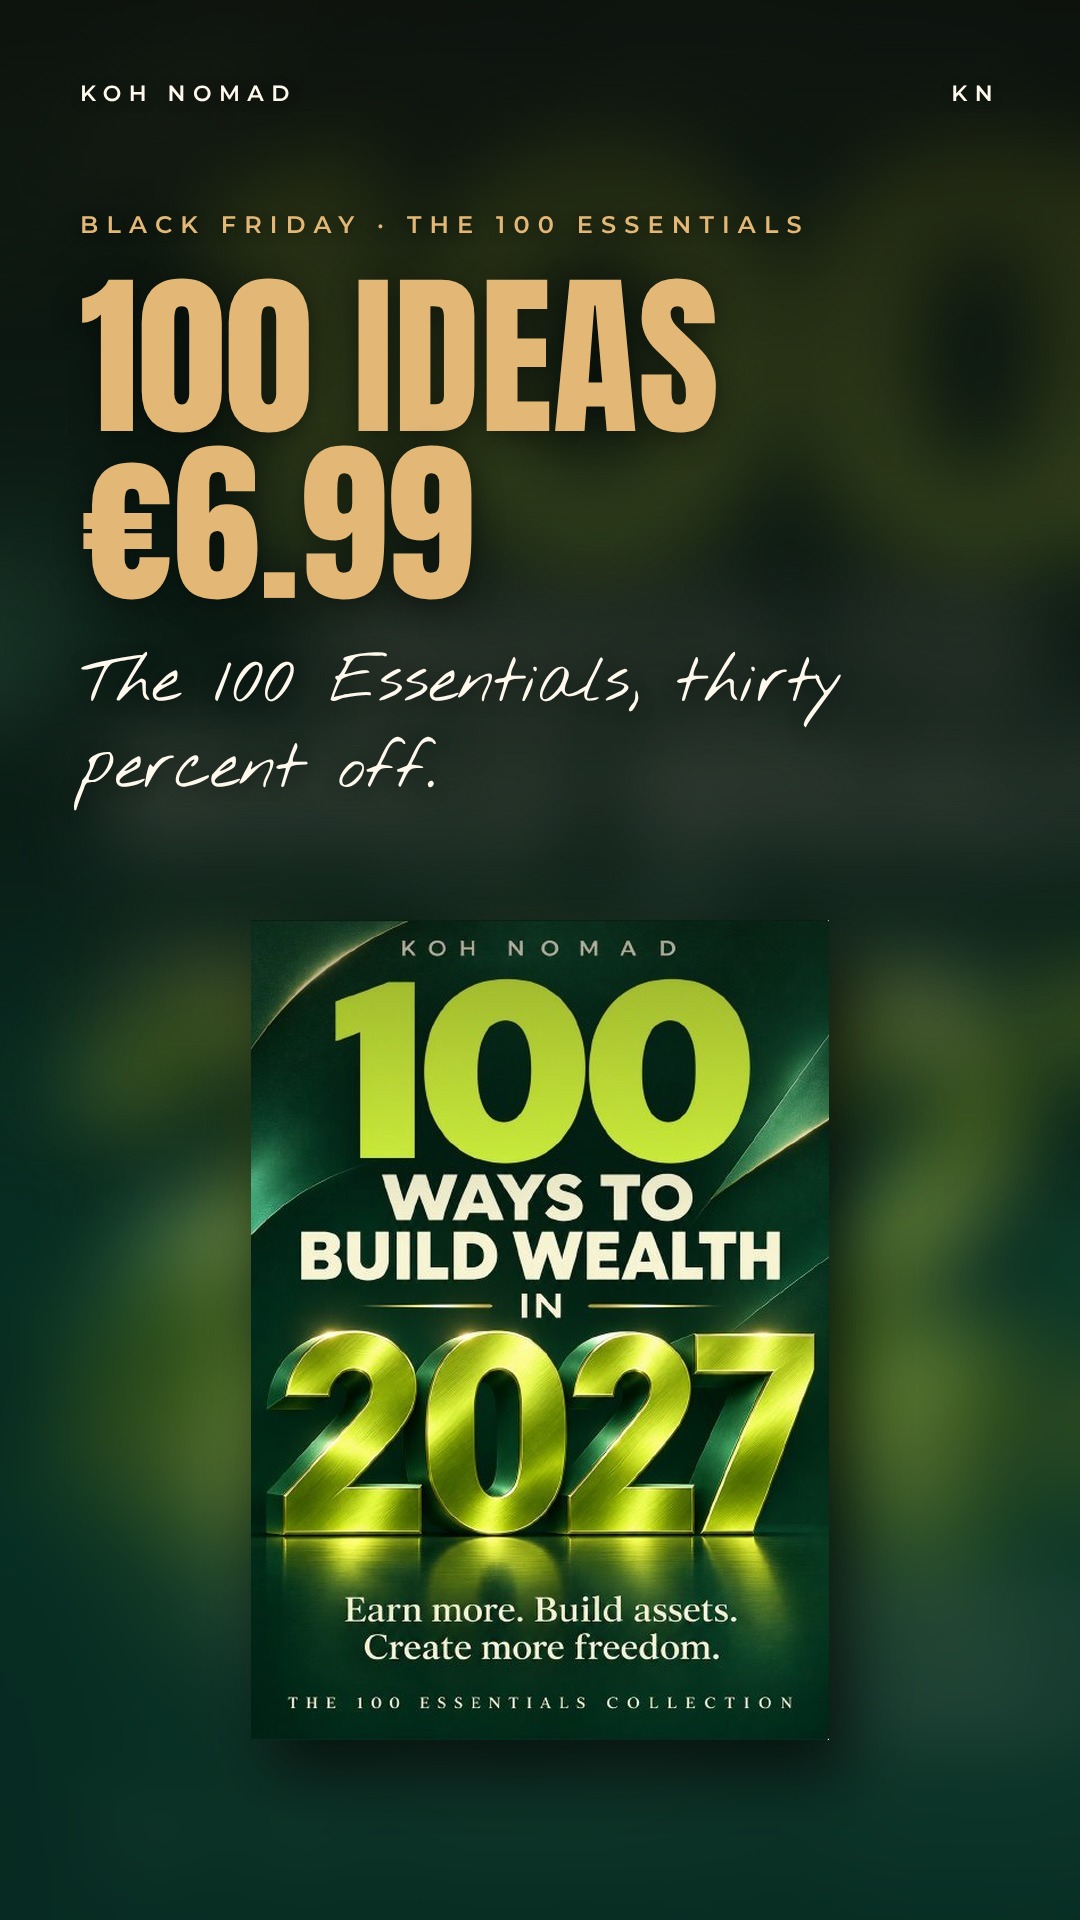 KOH NOMAD
KN
BLACK FRIDAY · THE 100 ESSENTIALS
100 IDEAS
€6.99
The 100 Essentials, thirty
percent off.
KOH NOMAD
100
WAYS TO
BUILD WEALTH
IN
2027
Earn more. Build assets.
Create more freedom.
THE 100 ESSENTIALS COLLECTION